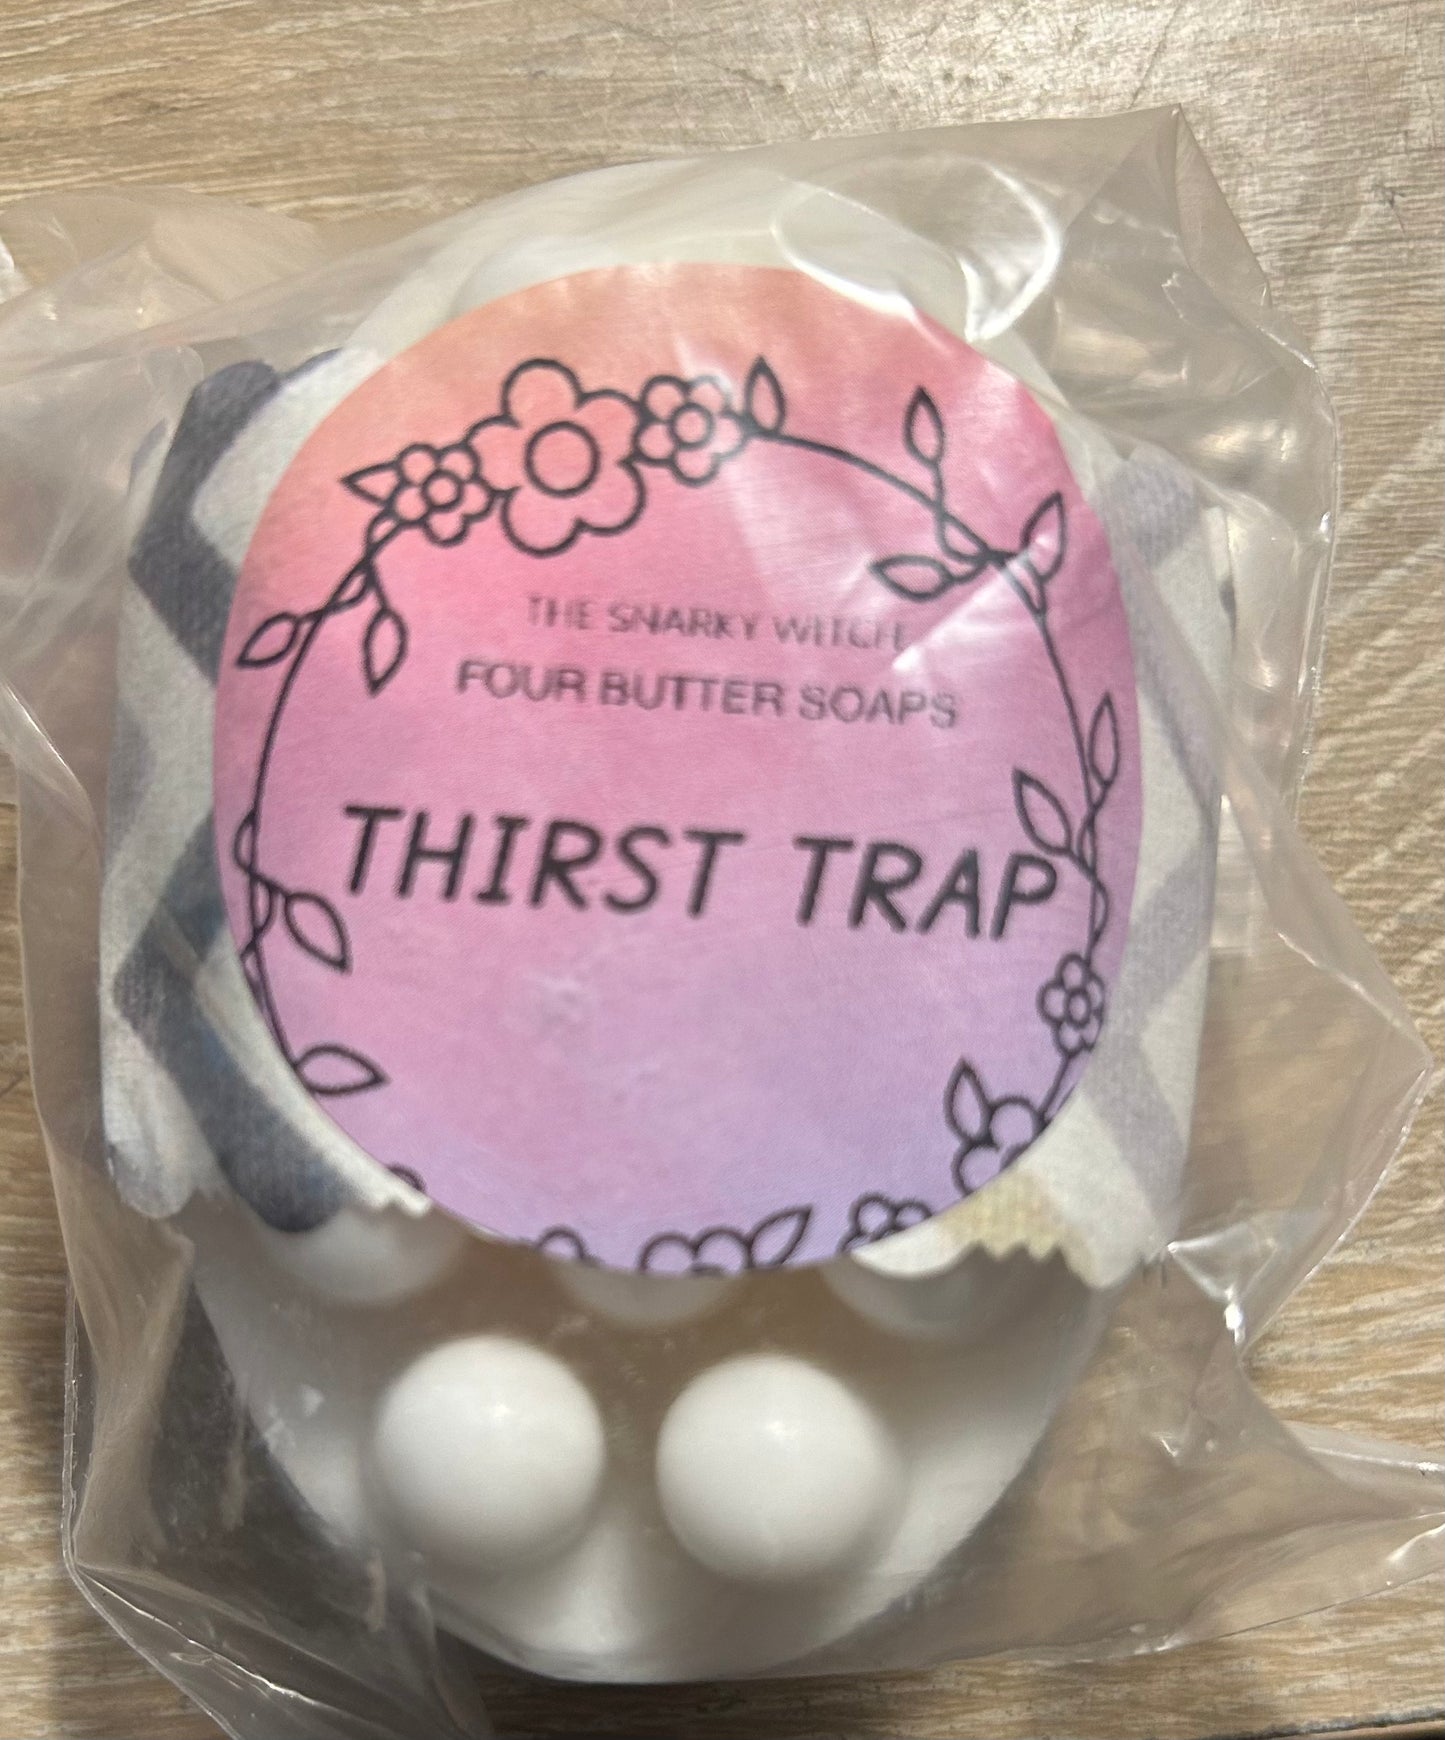 THE SNARKY WITCH
FOUR BUTTER SOAPS
THIRST TRAP